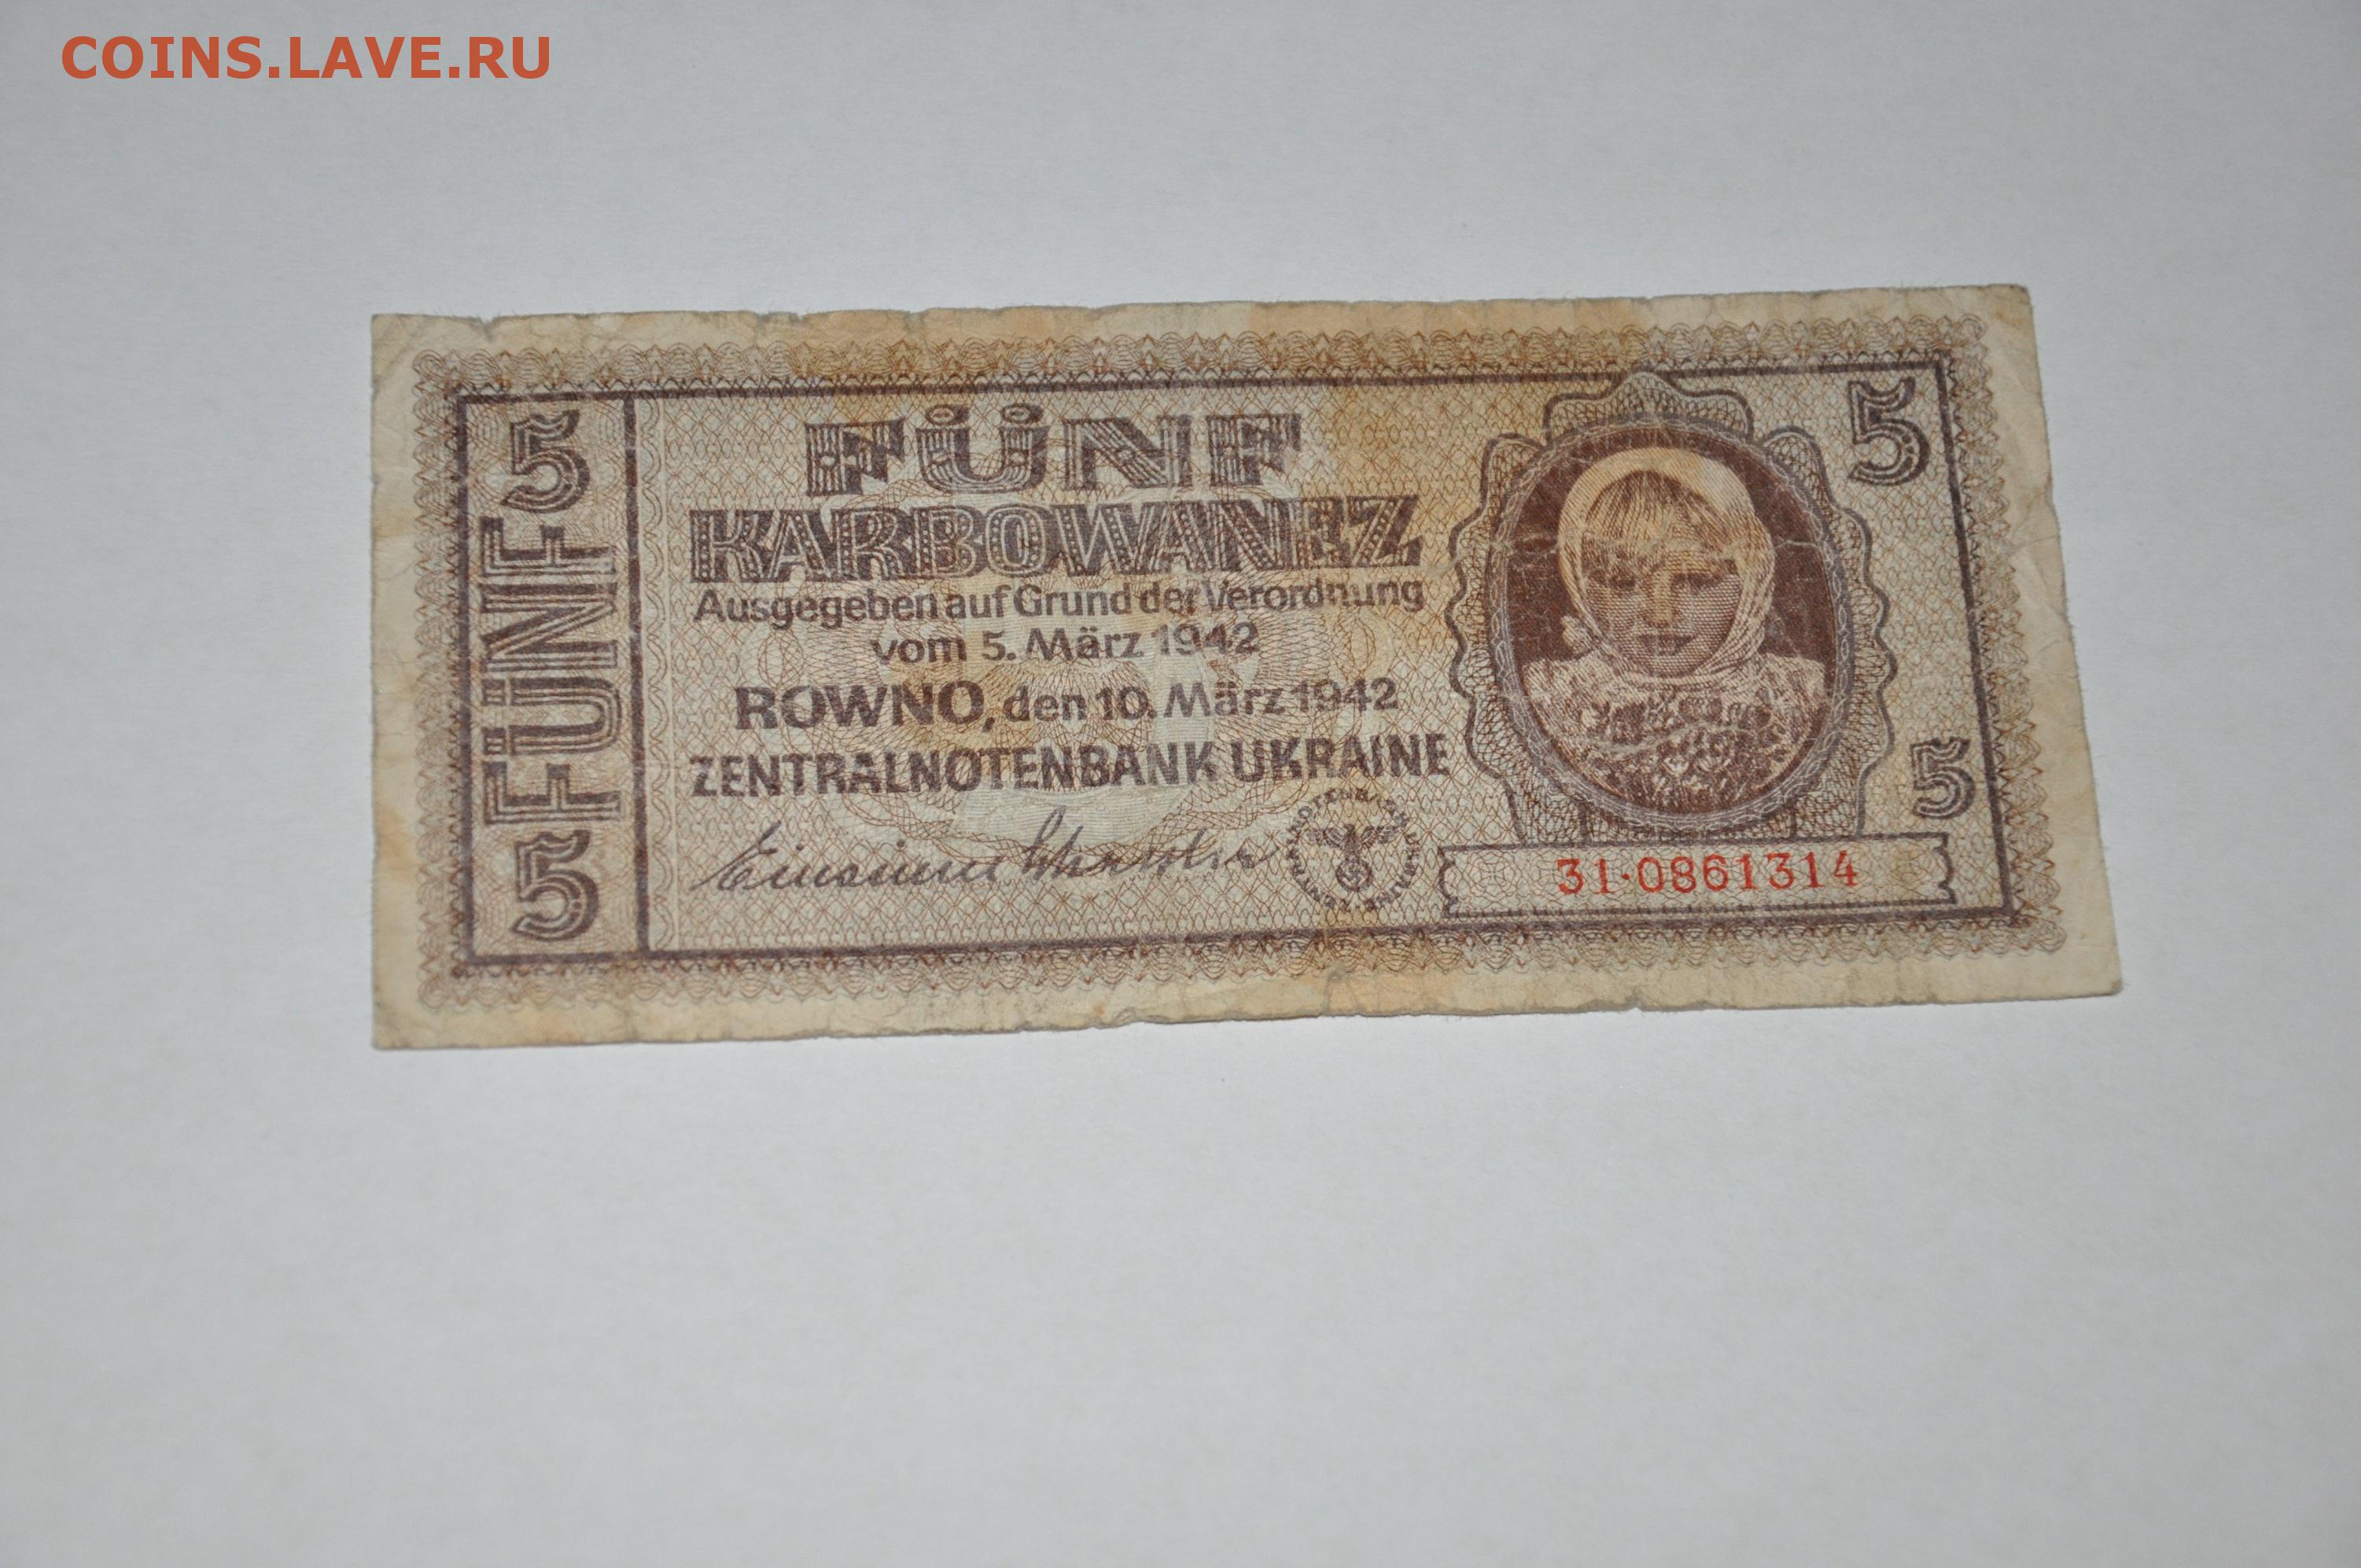 COINS.LAVE.RU
5
FÜNF
5
FÜNF
KARBOWANEZ
Ausgegeben auf Grund der Verordnung
vom 5. März 1942
ROWNO, den 10. März 1942
ZENTRALNOTENBANK UKRAINE
5
5
31·0861314